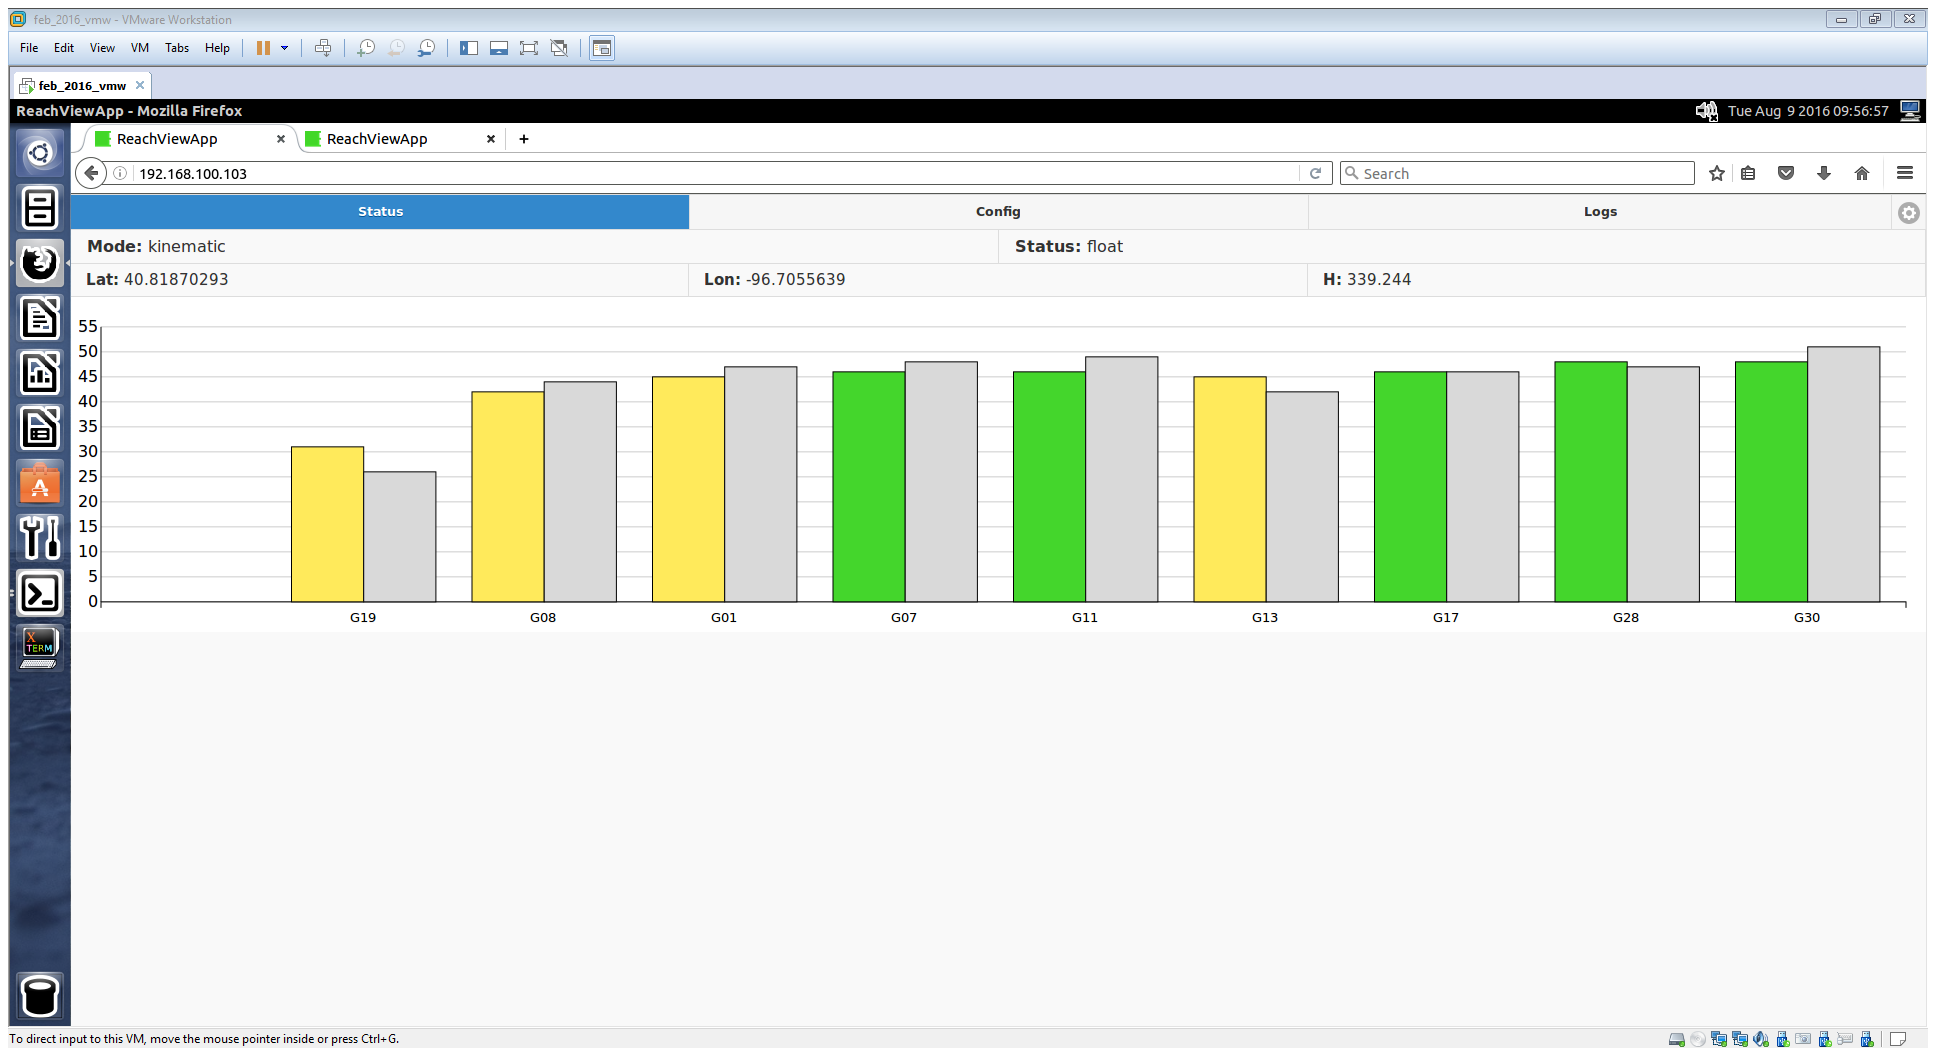 feb_2016_vmw - VMware Workstation
File Edit View VM Tabs Help
feb_2016_vmw
ReachViewApp - Mozilla Firefox Tue Aug 9 2016 09:56:57
ReachViewApp ReachViewApp
192.168.100.103 Search
Status Config Logs
Mode: kinematic Status: float
Lat: 40.81870293 Lon: -96.7055639 H: 339.244
55
50
45
40
35
30
25
20
15
10
5
0
G19 G08 G01 G07 G11 G13 G17 G28 G30
X
TERM
To direct input to this VM, move the mouse pointer inside or press Ctrl+G.